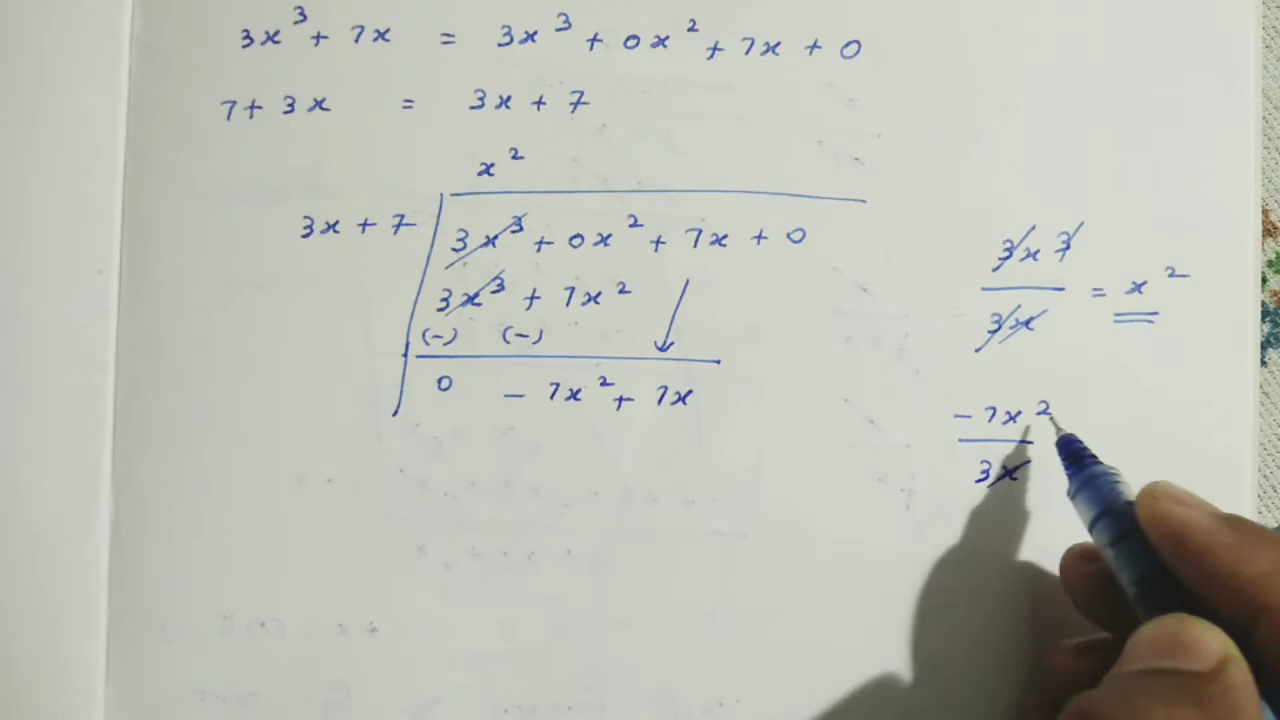 3x³ + 7x = 3x³ + 0x² + 7x + 0
7 + 3x = 3x + 7
x²
3x + 7 3x³ + 0x² + 7x + 0
3x³ + 7x²
(-) (-)
0 - 7x² + 7x
3x3
3x
= x²
- 7x²
3x